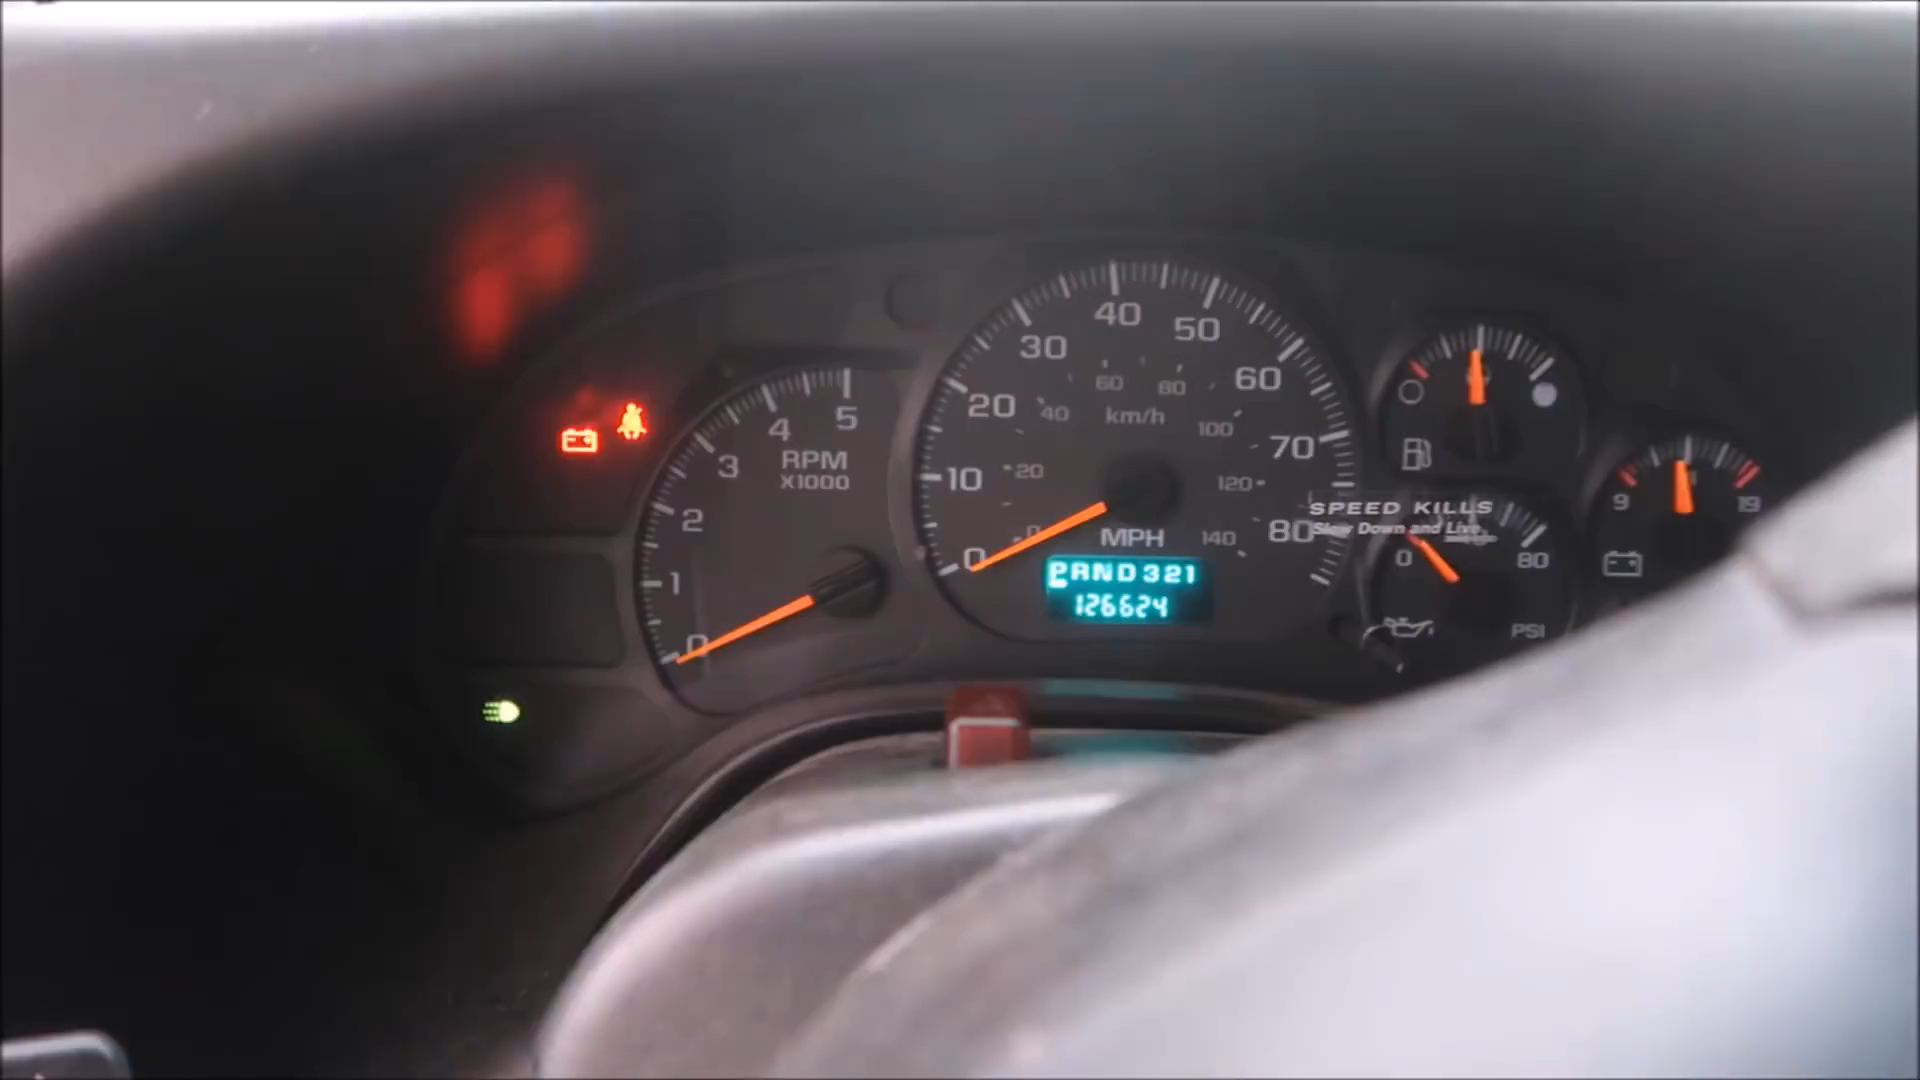 0 1 2 3 4 5
RPM
X1000
0 10 20 30 40 50 60 70 80
0 20 40 60 80 100 120 140
km/h
MPH
PRND321
126624
SPEED KILLS
Slow Down and Live
0 80
PSI
9 19